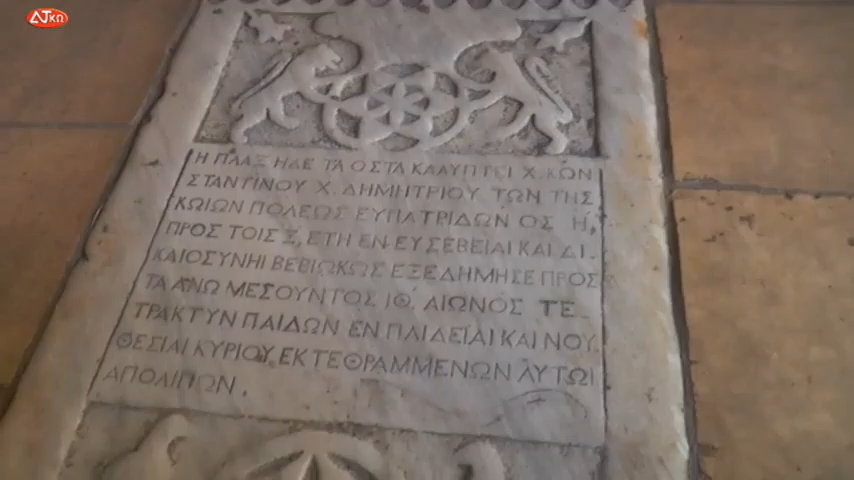 ΔΤΚΩ
Η ΠΛΑΞ ΗΔΕ ΤΑ ΟΣΤΑ ΚΑΛΥΠΤΕΙ Χ. ΚΩΝ
ΣΤΑΝΤΙΝΟΥ Χ. ΔΗΜΗΤΡΙΟΥ ΤΩΝ ΤΗΣ
ΚΩΙΩΝ ΠΟΛΕΩΣ ΕΥΠΑΤΡΙΔΩΝ ΟΣ Η,
ΠΡΟΣ ΤΟΙΣ Ξ, ΕΤΗ ΕΝ ΕΥΣΕΒΕΙΑΙ ΚΑΙ ΔΙ-
ΚΑΙΟΣΥΝΗΙ ΒΕΒΙΩΚΩΣ ΕΞΕΔΗΜΗΣΕ ΠΡΟΣ
ΤΑ ΑΝΩ ΜΕΣΟΥΝΤΟΣ ΙΘ. ΑΙΩΝΟΣ ΤΕ-
ΤΡΑΚΤΥΝ ΠΑΙΔΩΝ ΕΝ ΠΑΙΔΕΙΑΙ ΚΑΙ ΝΟΥ
ΘΕΣΙΑΙ ΚΥΡΙΟΥ ΕΚΤΕΘΡΑΜΜΕΝΩΝ ΑΥΤΩΙ
ΑΠΟΛΙΠΩΝ.